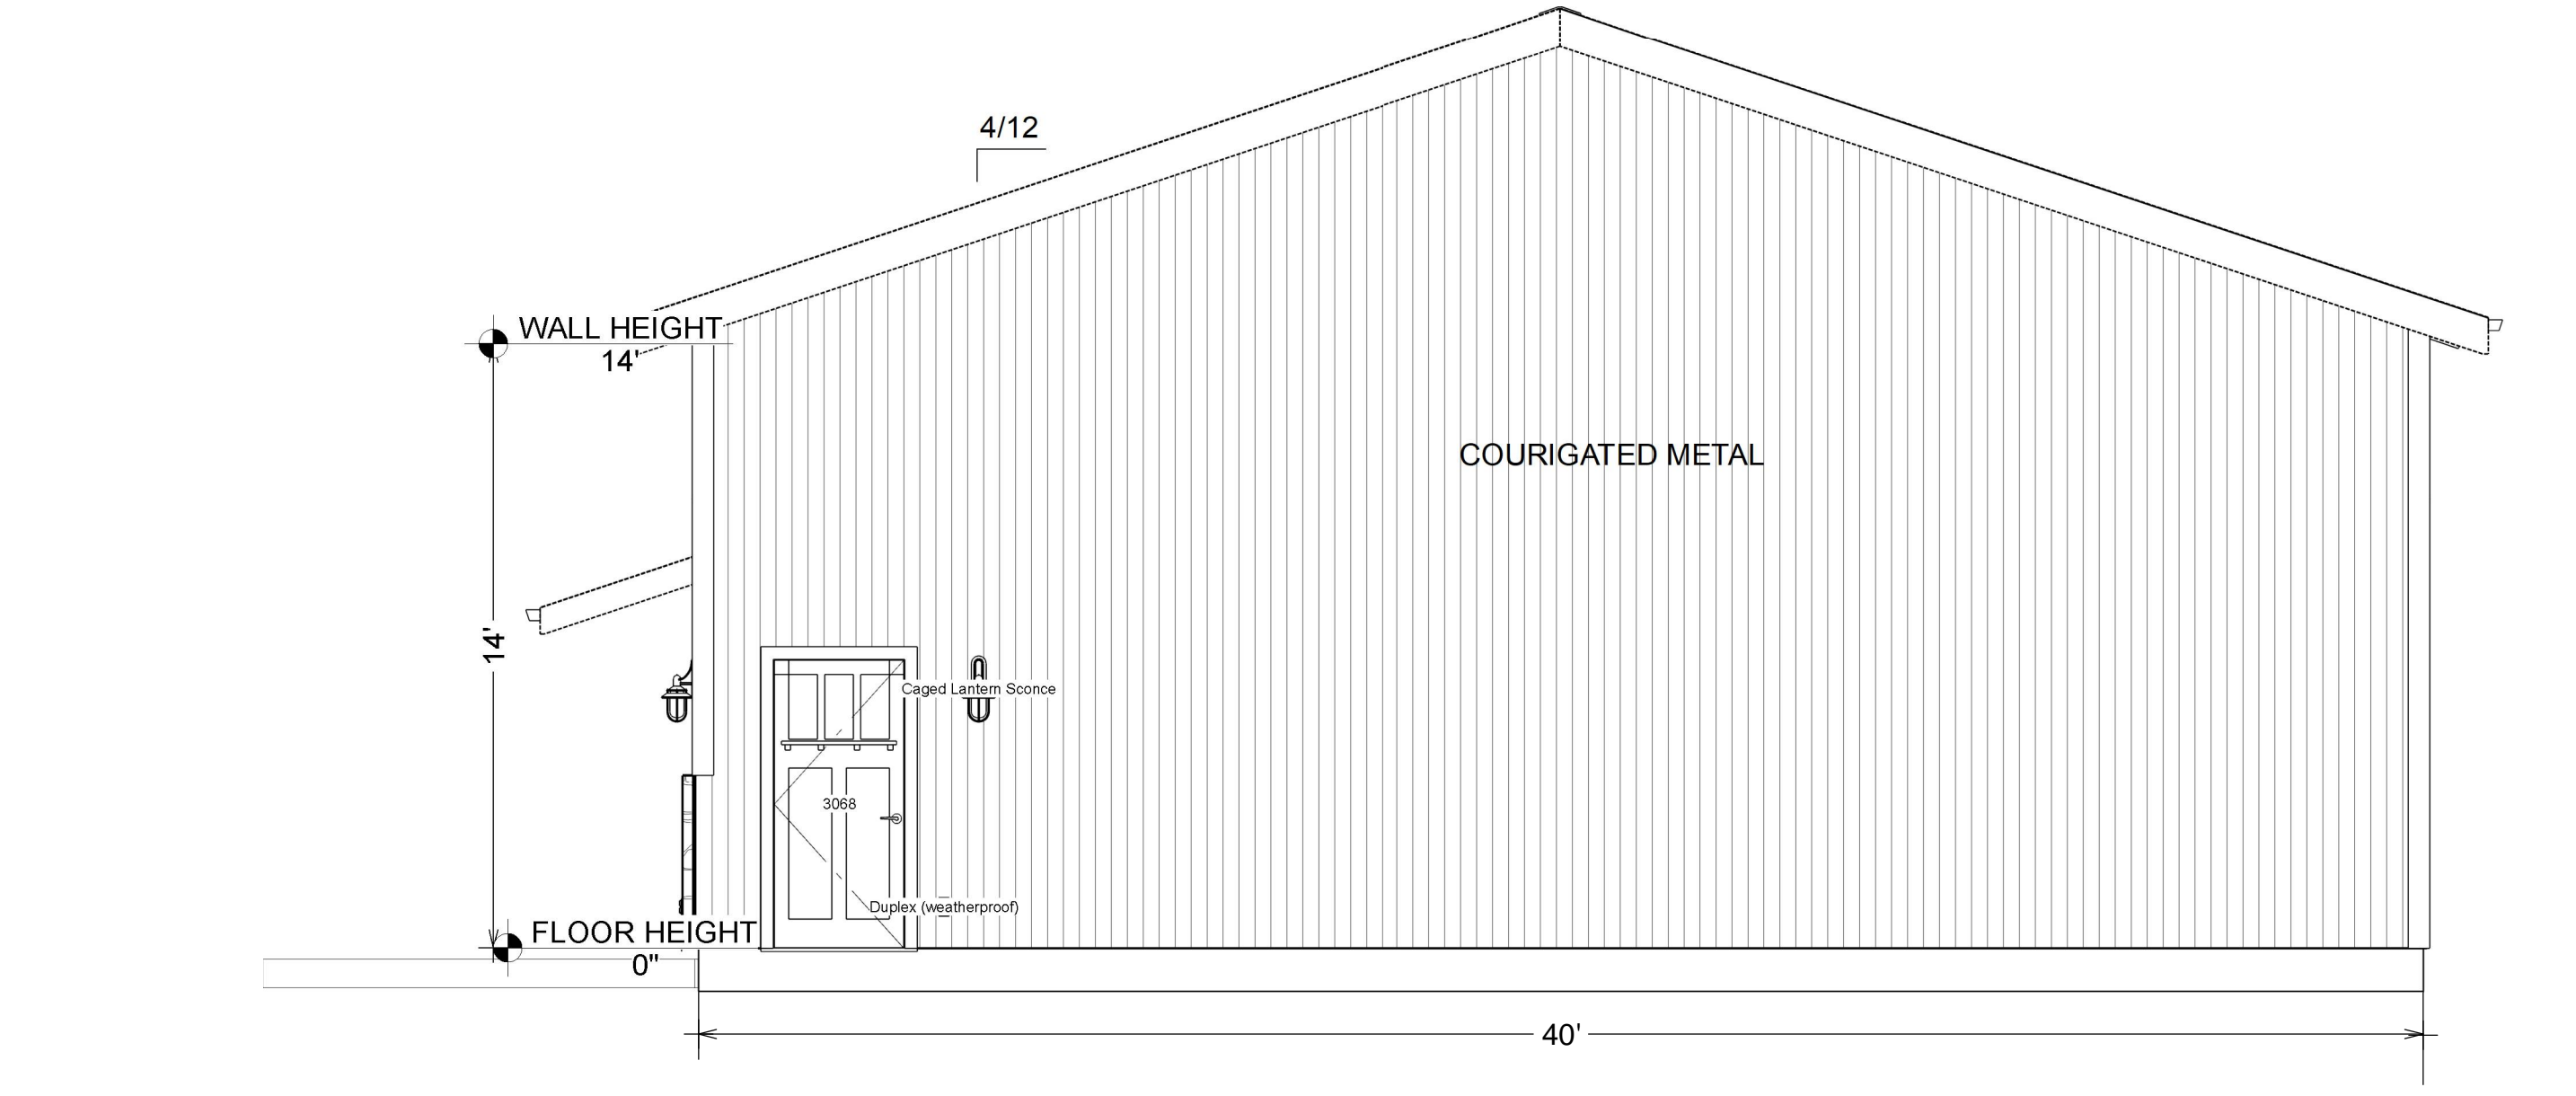 4/12
WALL HEIGHT
14'
COURIGATED METAL
14'
Caged Lantern Sconce
3068
Duplex (weatherproof)
FLOOR HEIGHT
0"
40'